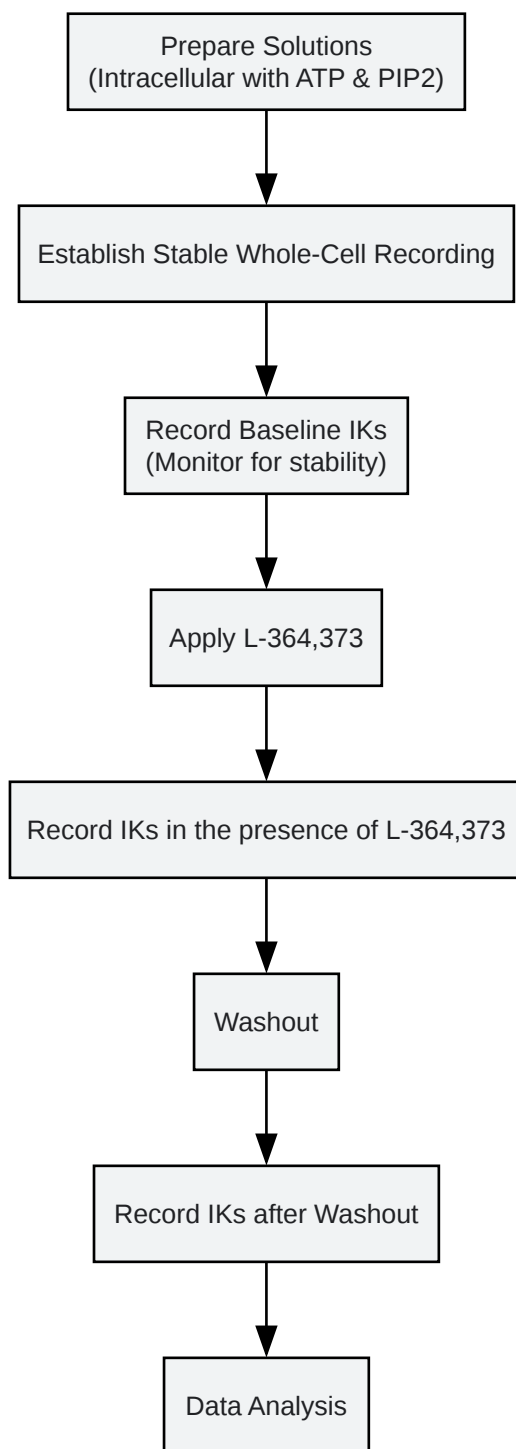 Prepare Solutions
(Intracellular with ATP & PIP2)
Establish Stable Whole-Cell Recording
Record Baseline IKs
(Monitor for stability)
Apply L-364,373
Record IKs in the presence of L-364,373
Washout
Record IKs after Washout
Data Analysis